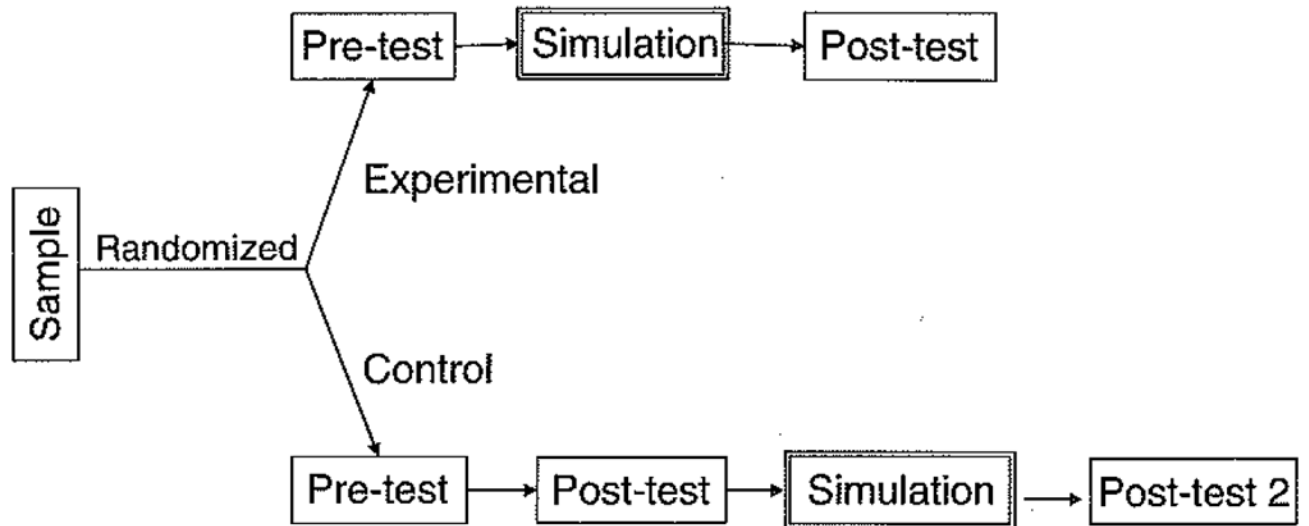 Pre-test
Simulation
Post-test
Experimental
Sample
Randomized
Control
Pre-test
Post-test
Simulation
Post-test 2